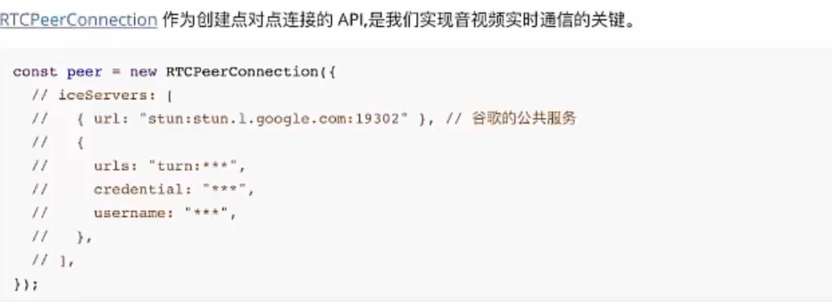 RTCPeerConnection 作为创建点对点连接的 API,是我们实现音视频实时通信的关键。
const peer = new RTCPeerConnection({
  // iceServers: [
  //   { url: "stun:stun.l.google.com:19302" }, // 谷歌的公共服务
  //   {
  //     urls: "turn:***",
  //     credential: "***",
  //     username: "***",
  //   },
  // ],
});